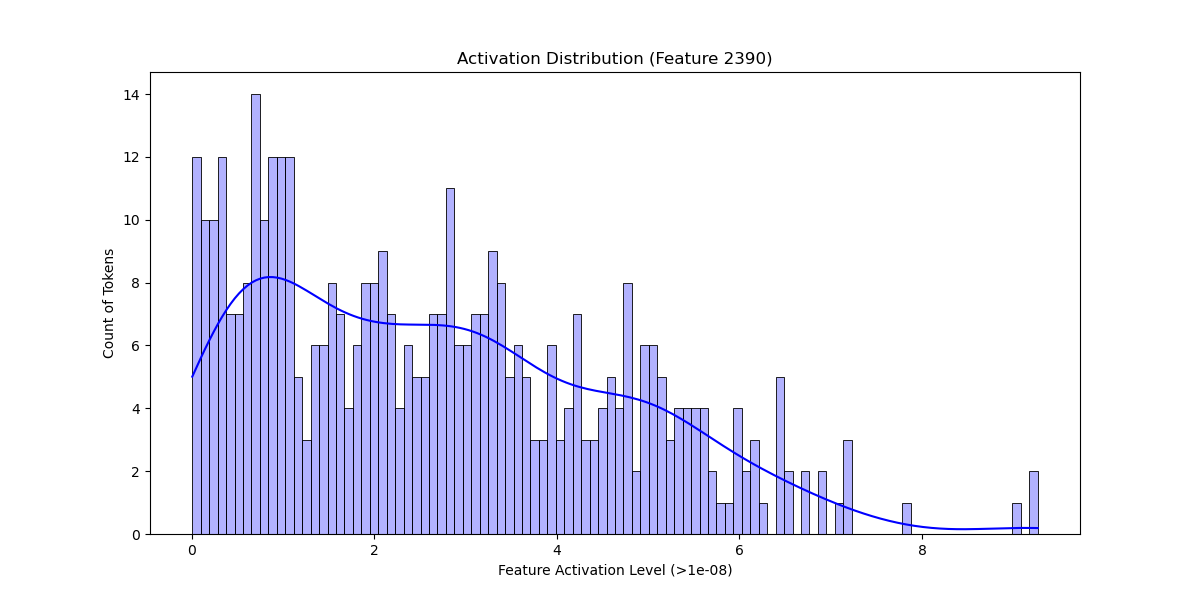 Activation Distribution (Feature 2390)
14
12
10
8
6
4
2
0
Count of Tokens
0 2 4 6 8
Feature Activation Level (>1e-08)